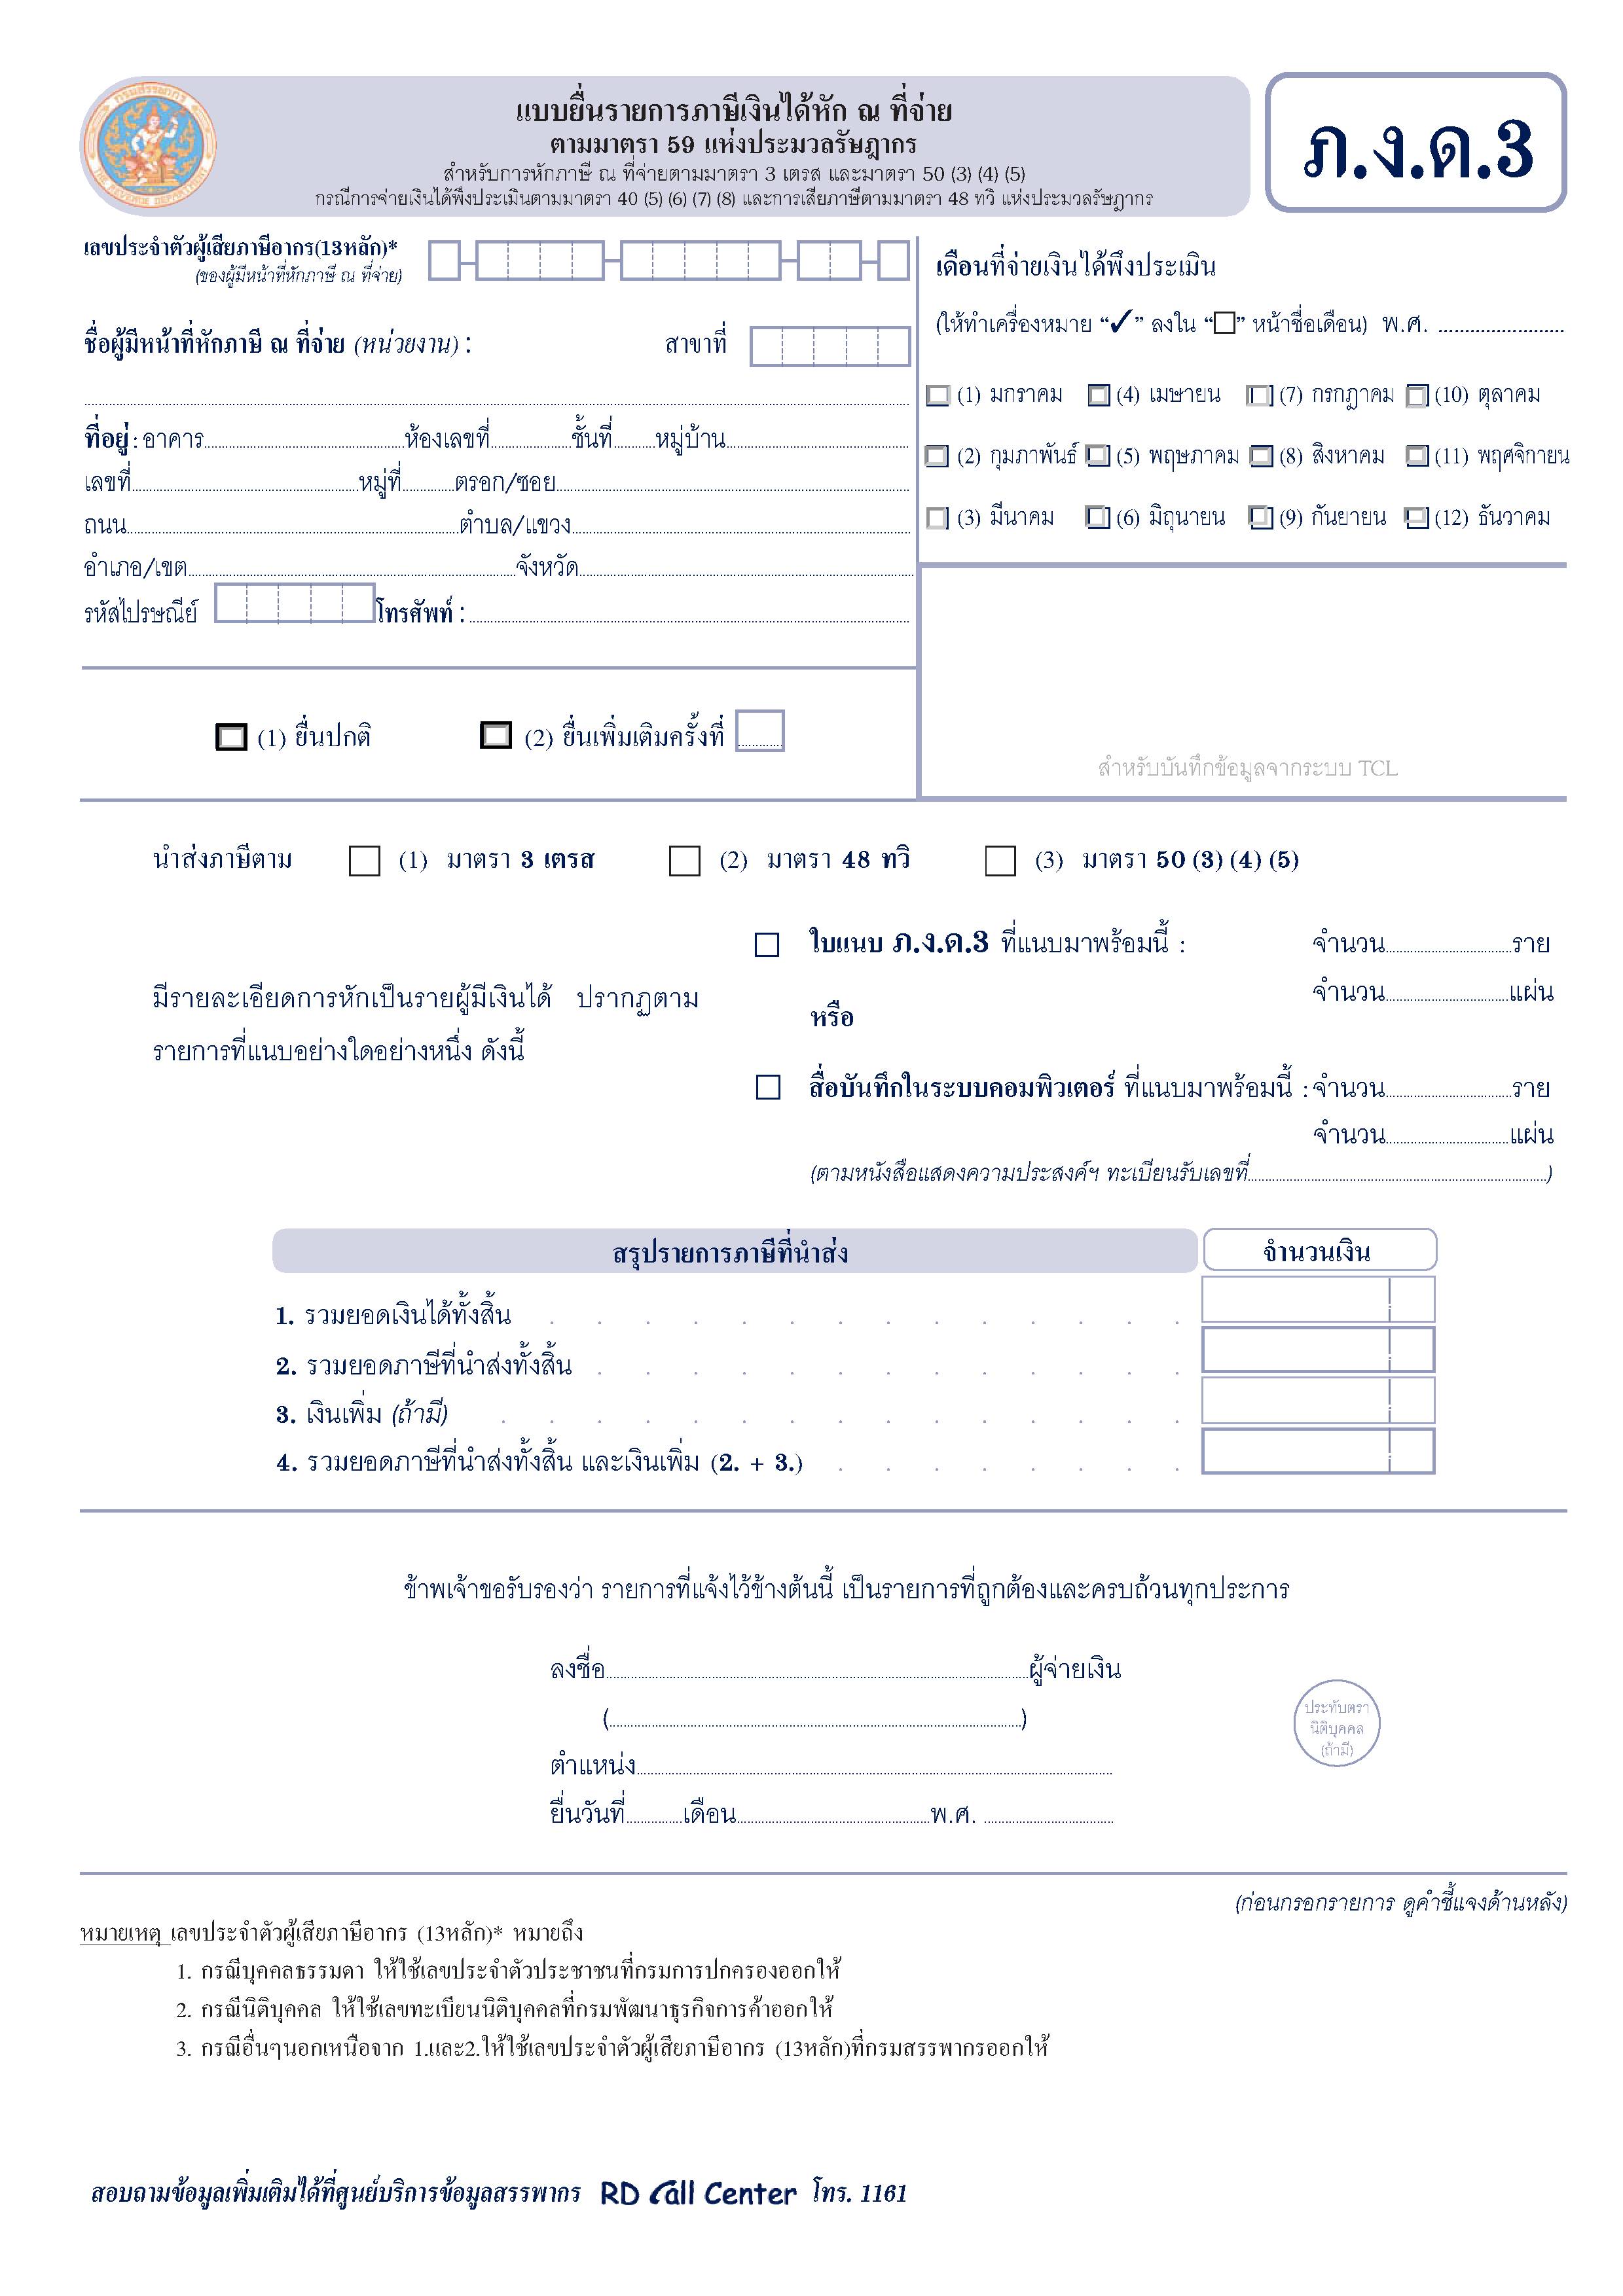 แบบยื่นรายการภาษีเงินได้หัก ณ ที่จ่าย
ตามมาตรา 59 แห่งประมวลรัษฎากร
สำหรับการหักภาษี ณ ที่จ่ายตามมาตรา 3 เตรส และมาตรา 50 (3) (4) (5)
กรณีการจ่ายเงินได้พึงประเมินตามมาตรา 40 (5) (6) (7) (8) และการเสียภาษีตามมาตรา 48 ทวิ แห่งประมวลรัษฎากร
ภ.ง.ด.3
กรมสรรพากร
THE REVENUE DEPARTMENT
เลขประจำตัวผู้เสียภาษีอากร(13หลัก)*
(ของผู้มีหน้าที่หักภาษี ณ ที่จ่าย)
ชื่อผู้มีหน้าที่หักภาษี ณ ที่จ่าย (หน่วยงาน) : สาขาที่
ที่อยู่ : อาคาร ห้องเลขที่ ชั้นที่ หมู่บ้าน
เลขที่ หมู่ที่ ตรอก/ซอย
ถนน ตำบล/แขวง
อำเภอ/เขต จังหวัด
รหัสไปรษณีย์ โทรศัพท์ :
(1) ยื่นปกติ (2) ยื่นเพิ่มเติมครั้งที่
เดือนที่จ่ายเงินได้พึงประเมิน
(ให้ทำเครื่องหมาย “✓” ลงใน “☐” หน้าชื่อเดือน) พ.ศ.
(1) มกราคม (4) เมษายน (7) กรกฎาคม (10) ตุลาคม
(2) กุมภาพันธ์ (5) พฤษภาคม (8) สิงหาคม (11) พฤศจิกายน
(3) มีนาคม (6) มิถุนายน (9) กันยายน (12) ธันวาคม
สำหรับบันทึกข้อมูลจากระบบ TCL
นำส่งภาษีตาม (1) มาตรา 3 เตรส (2) มาตรา 48 ทวิ (3) มาตรา 50 (3) (4) (5)
มีรายละเอียดการหักเป็นรายผู้มีเงินได้ ปรากฏตาม
รายการที่แนบอย่างใดอย่างหนึ่ง ดังนี้
ใบแนบ ภ.ง.ด.3 ที่แนบมาพร้อมนี้ : จำนวน ราย
จำนวน แผ่น
หรือ
สื่อบันทึกในระบบคอมพิวเตอร์ ที่แนบมาพร้อมนี้ : จำนวน ราย
จำนวน แผ่น
(ตามหนังสือแสดงความประสงค์ฯ ทะเบียนรับเลขที่ )
สรุปรายการภาษีที่นำส่ง จำนวนเงิน
1. รวมยอดเงินได้ทั้งสิ้น
2. รวมยอดภาษีที่นำส่งทั้งสิ้น
3. เงินเพิ่ม (ถ้ามี)
4. รวมยอดภาษีที่นำส่งทั้งสิ้น และเงินเพิ่ม (2. + 3.)
ข้าพเจ้าขอรับรองว่า รายการที่แจ้งไว้ข้างต้นนี้ เป็นรายการที่ถูกต้องและครบถ้วนทุกประการ
ลงชื่อ ผู้จ่ายเงิน
( )
ตำแหน่ง
ยื่นวันที่ เดือน พ.ศ.
ประทับตรา
นิติบุคคล
(ถ้ามี)
(ก่อนกรอกรายการ ดูคำชี้แจงด้านหลัง)
หมายเหตุ เลขประจำตัวผู้เสียภาษีอากร (13หลัก)* หมายถึง
1. กรณีบุคคลธรรมดา ให้ใช้เลขประจำตัวประชาชนที่กรมการปกครองออกให้
2. กรณีนิติบุคคล ให้ใช้เลขทะเบียนนิติบุคคลที่กรมพัฒนาธุรกิจการค้าออกให้
3. กรณีอื่นๆนอกเหนือจาก 1.และ2.ให้ใช้เลขประจำตัวผู้เสียภาษีอากร (13หลัก)ที่กรมสรรพากรออกให้
สอบถามข้อมูลเพิ่มเติมได้ที่ศูนย์บริการข้อมูลสรรพากร RD Call Center โทร. 1161